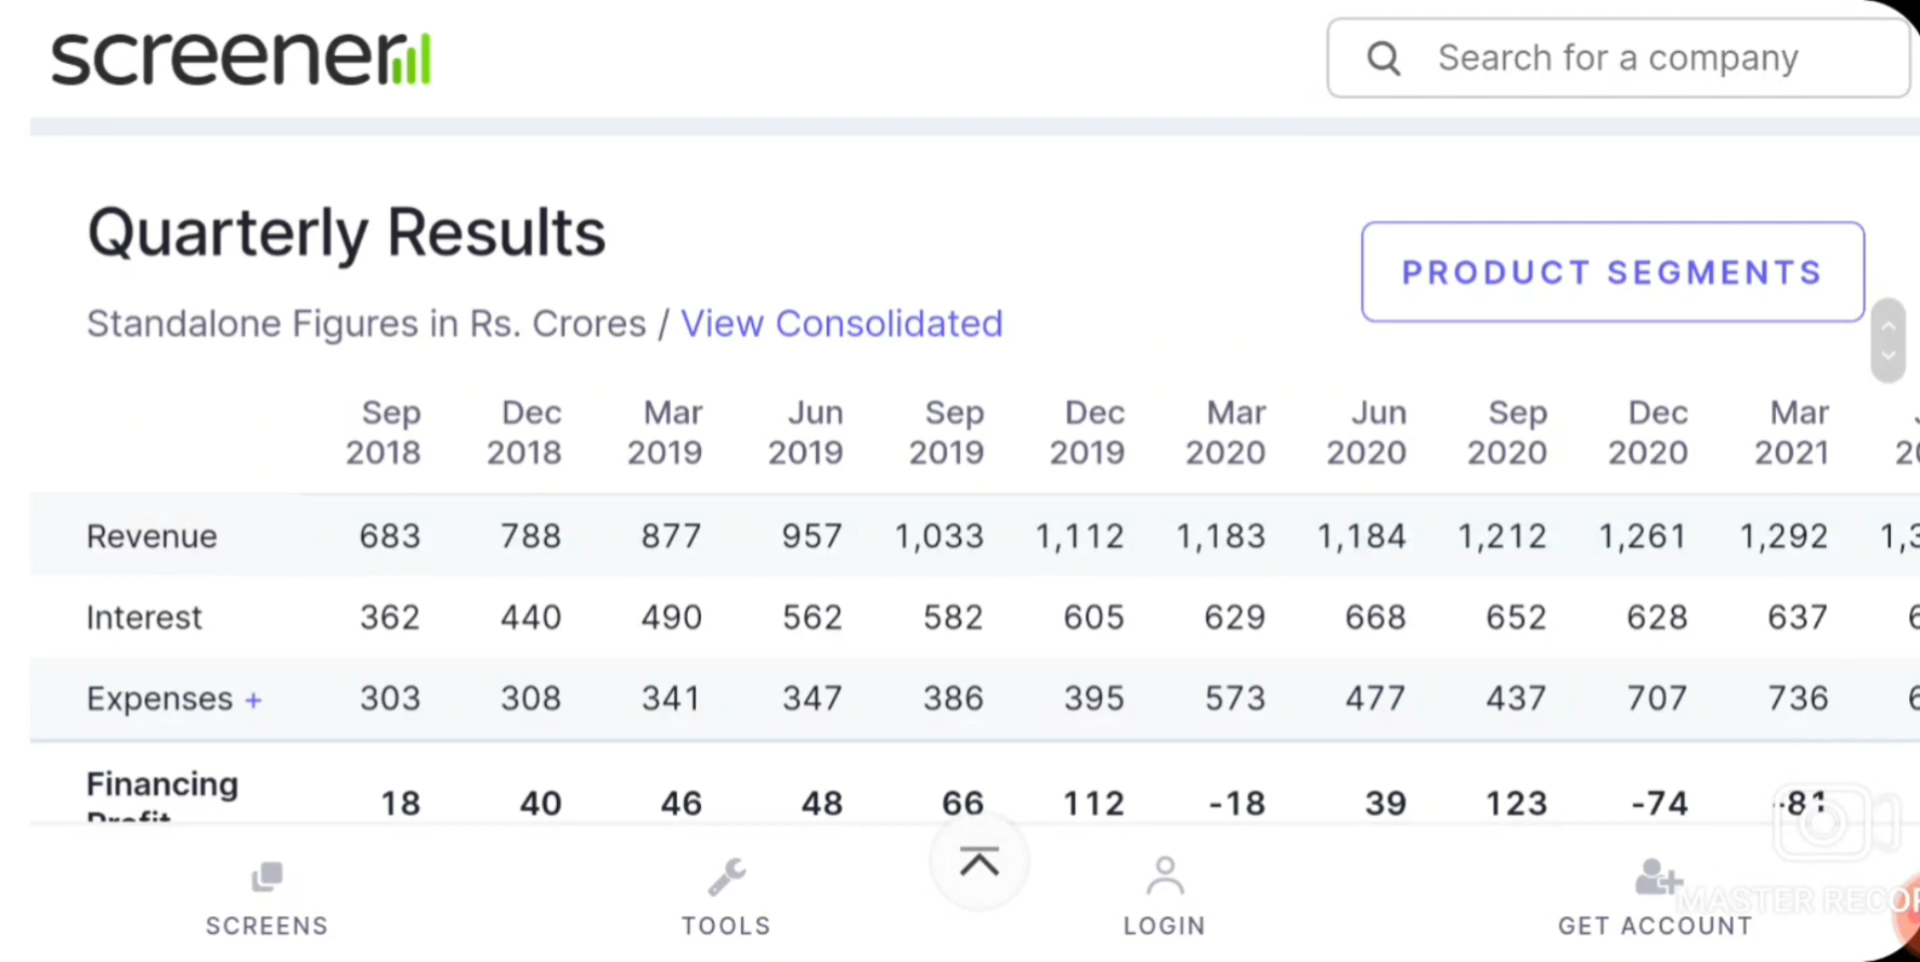 screener
Search for a company
Quarterly Results
PRODUCT SEGMENTS
Standalone Figures in Rs. Crores / View Consolidated
Sep 2018 Dec 2018 Mar 2019 Jun 2019 Sep 2019 Dec 2019 Mar 2020 Jun 2020 Sep 2020 Dec 2020 Mar 2021
Revenue 683 788 877 957 1,033 1,112 1,183 1,184 1,212 1,261 1,292
Interest 362 440 490 562 582 605 629 668 652 628 637
Expenses + 303 308 341 347 386 395 573 477 437 707 736
Financing Profit 18 40 46 48 66 112 -18 39 123 -74 -81
SCREENS TOOLS LOGIN GET ACCOUNT
MASTER